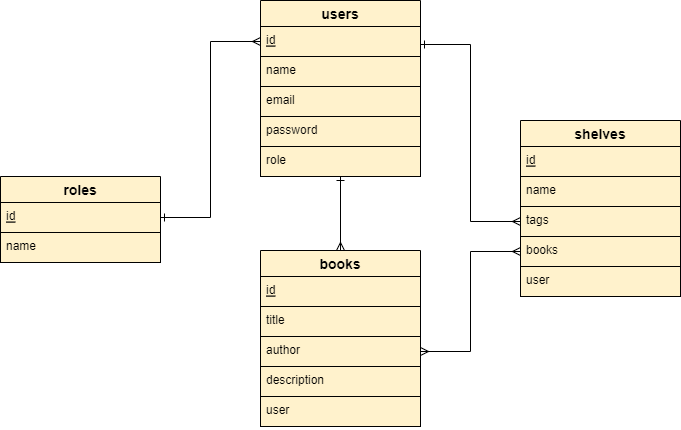 users
id
name
email
password
role
roles
id
name
shelves
id
name
tags
books
user
books
id
title
author
description
user